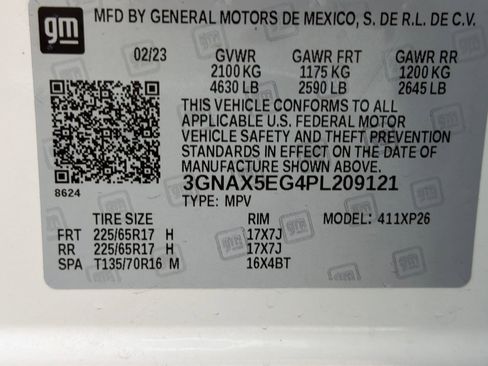 gm
MFD BY GENERAL MOTORS DE MEXICO, S. DE R.L. DE C.V.
02/23 GVWR GAWR FRT GAWR RR
2100 KG 1175 KG 1200 KG
4630 LB 2590 LB 2645 LB
THIS VEHICLE CONFORMS TO ALL
APPLICABLE U.S. FEDERAL MOTOR
VEHICLE SAFETY AND THEFT PREVENTION
STANDARDS IN EFFECT ON THE DATE OF
MANUFACTURE SHOWN ABOVE.
8624
3GNAX5EG4PL209121
TYPE: MPV
TIRE SIZE RIM MODEL: 411XP26
FRT 225/65R17 H 17X7J
RR 225/65R17 H 17X7J
SPA T135/70R16 M 16X4BT